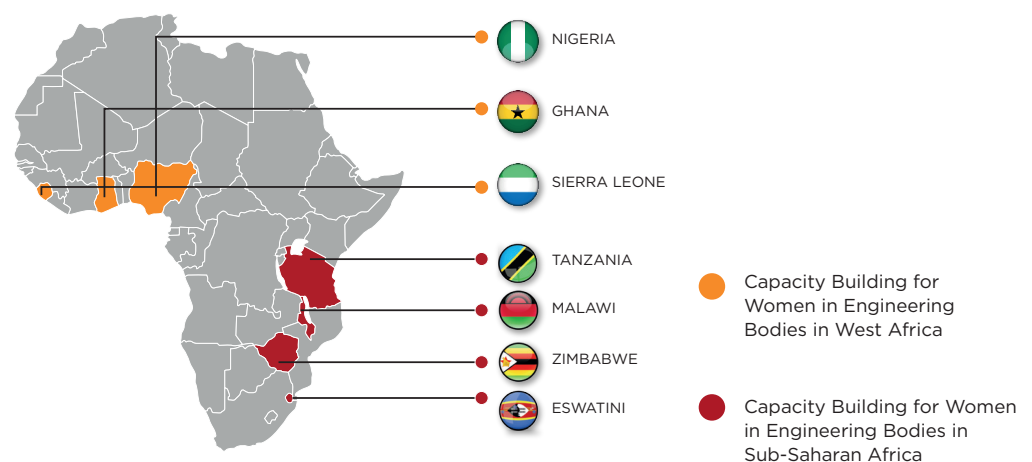 NIGERIA
GHANA
SIERRA LEONE
TANZANIA
MALAWI
ZIMBABWE
ESWATINI
Capacity Building for
Women in Engineering
Bodies in West Africa
Capacity Building for Women
in Engineering Bodies in
Sub-Saharan Africa